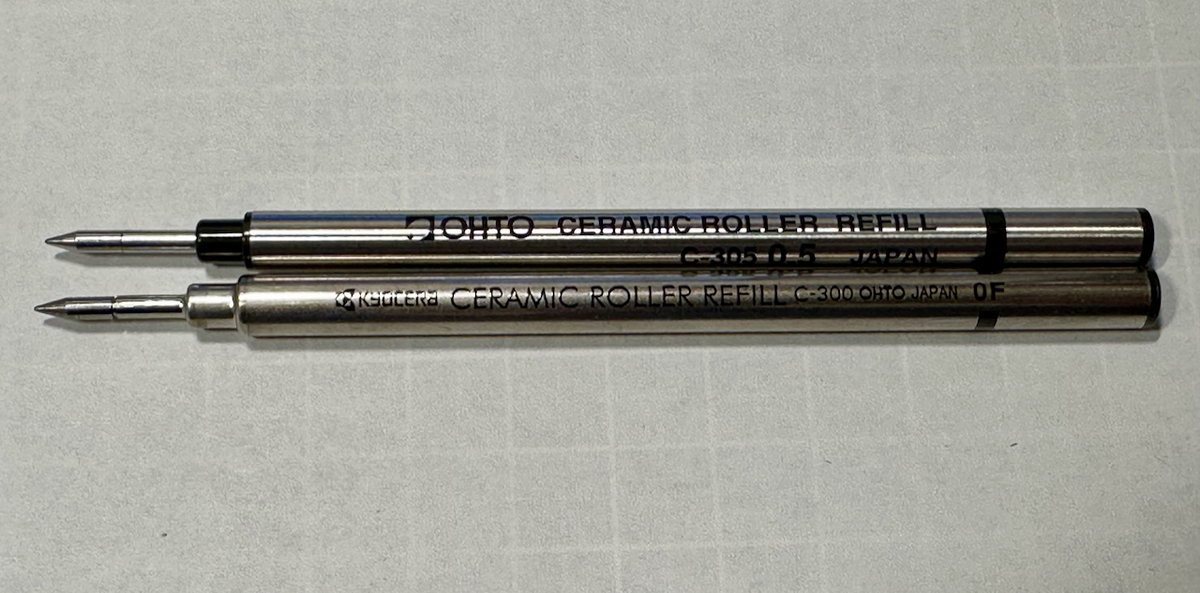 OHTO CERAMIC ROLLER REFILL
C-305 0.5 JAPAN
KYOCERA CERAMIC ROLLER REFILL C-300 OHTO JAPAN 0F